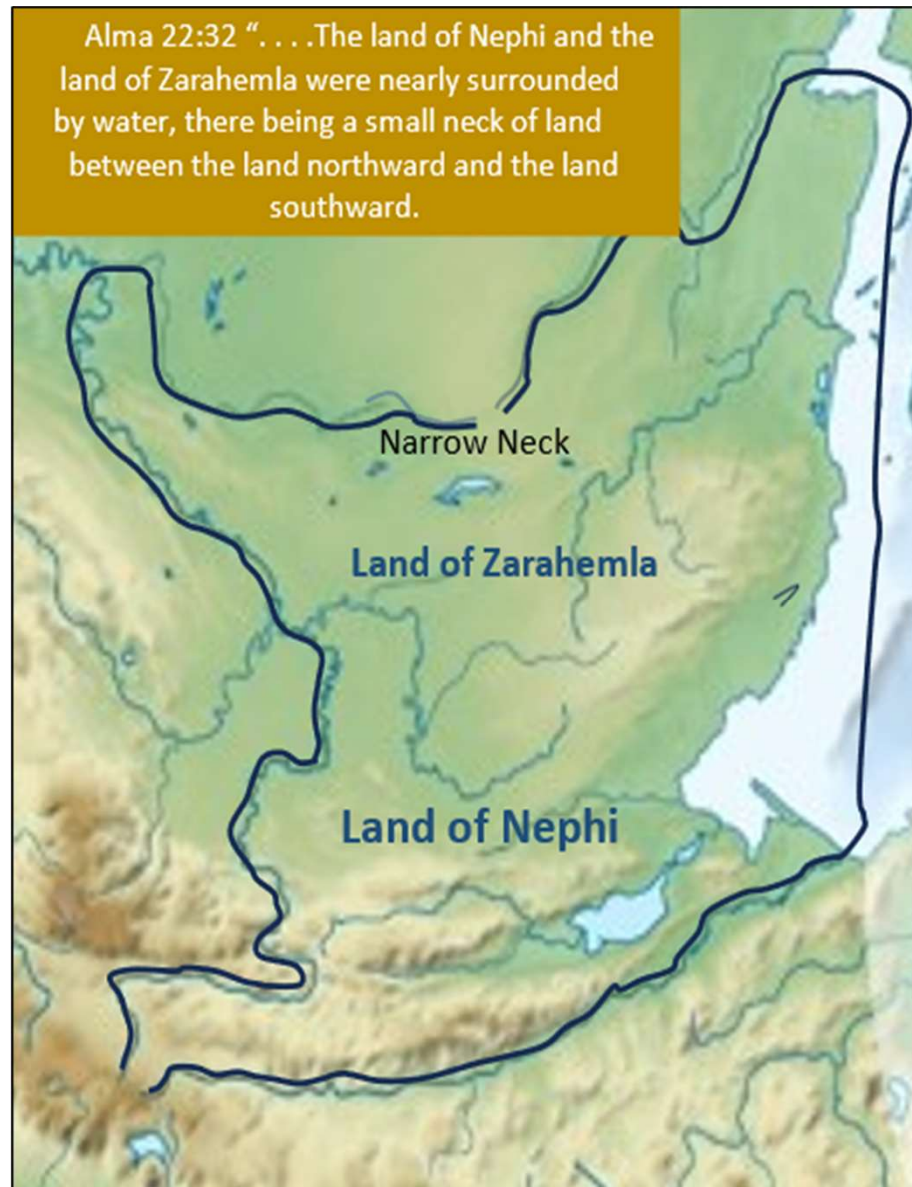 Alma 22:32 “. . . .The land of Nephi and the
land of Zarahemla were nearly surrounded
by water, there being a small neck of land
between the land northward and the land
southward.
Narrow Neck
Land of Zarahemla
Land of Nephi